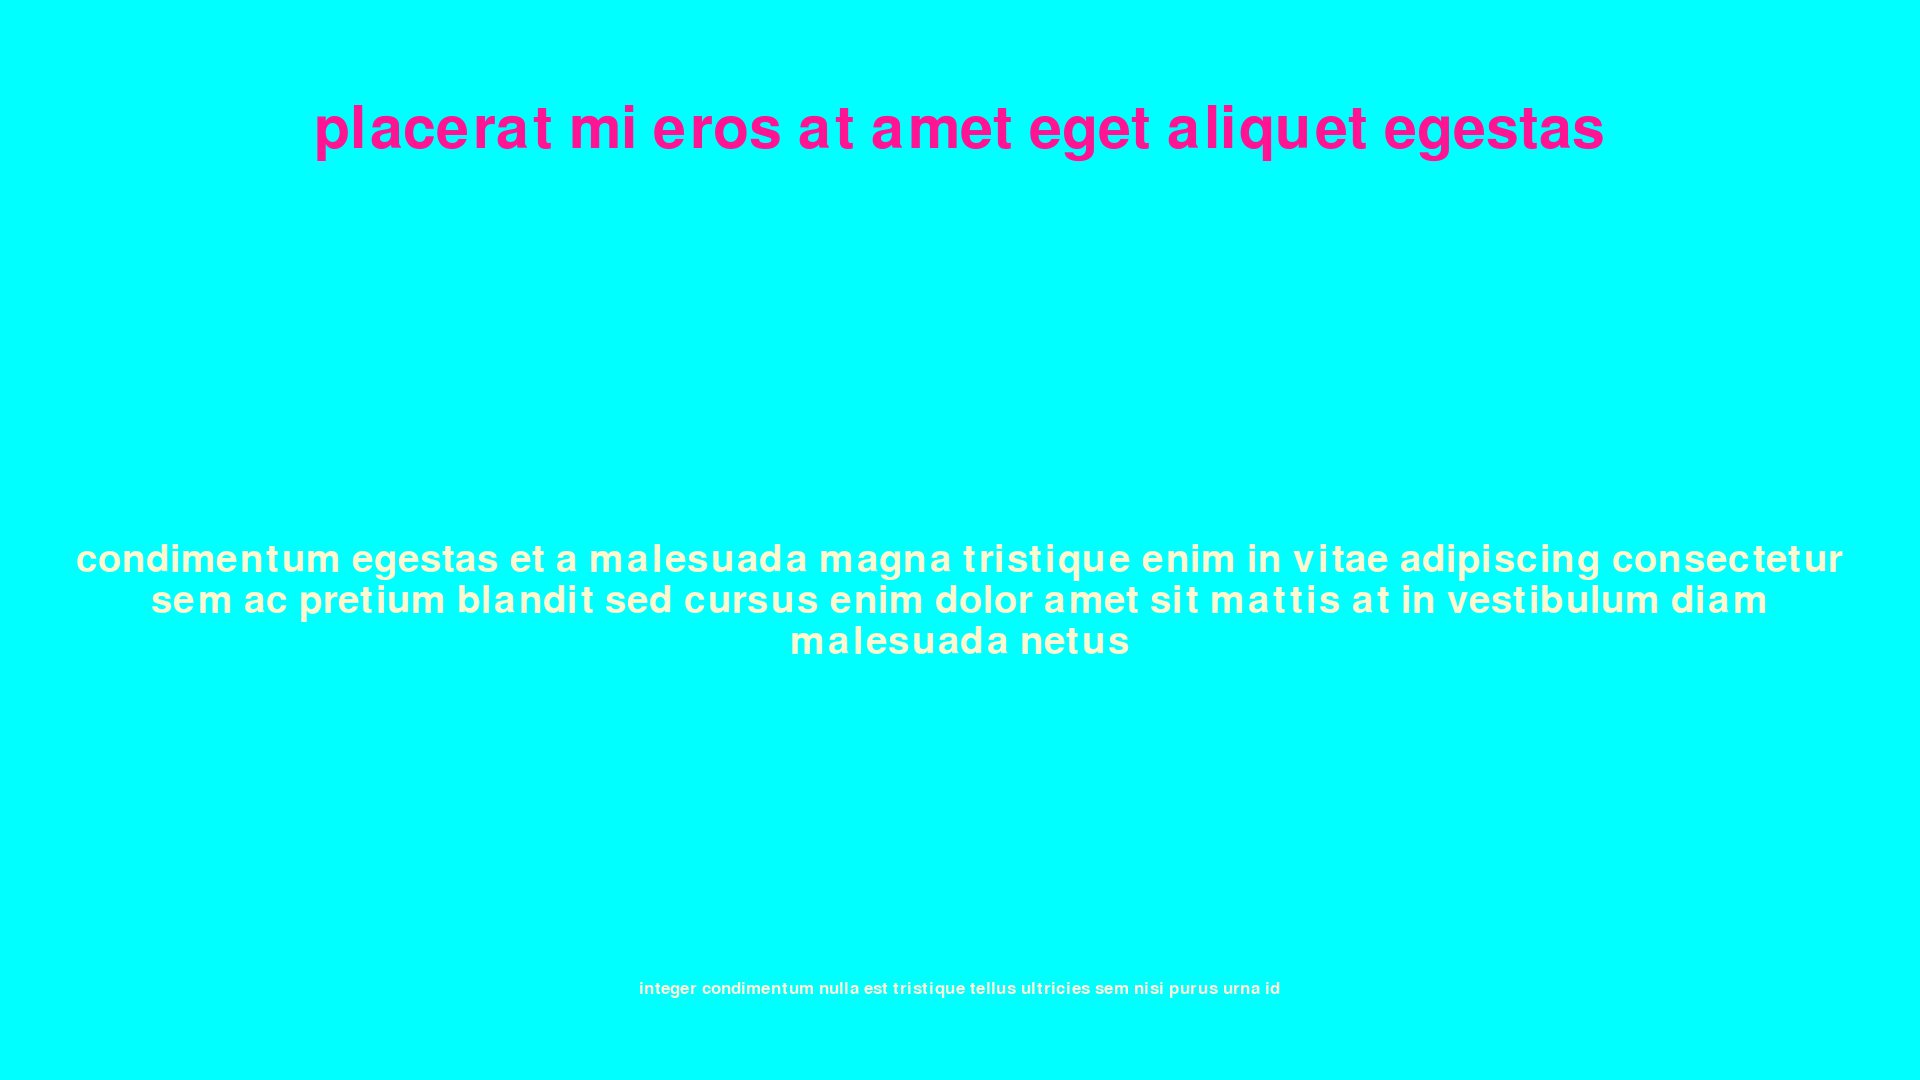 placerat mi eros at amet eget aliquet egestas
condimentum egestas et a malesuada magna tristique enim in vitae adipiscing consectetur
sem ac pretium blandit sed cursus enim dolor amet sit mattis at in vestibulum diam
malesuada netus
integer condimentum nulla est tristique tellus ultricies sem nisi purus urna id